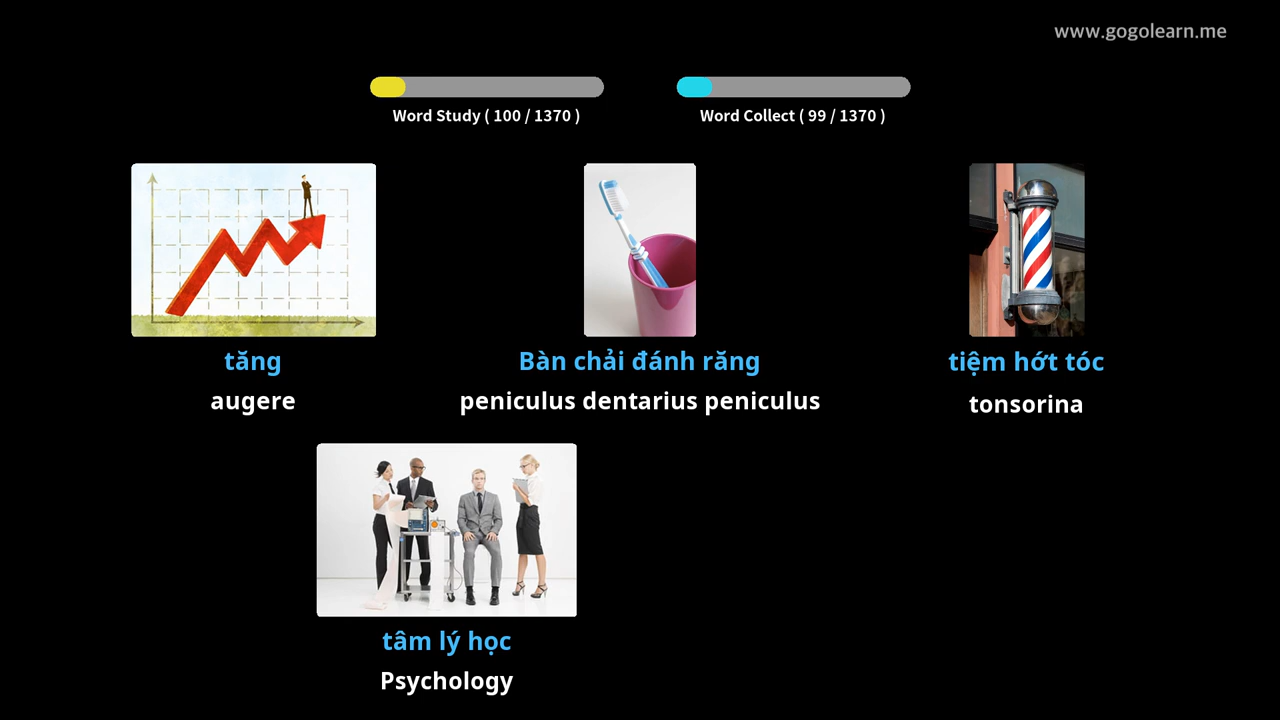 www.gogolearn.me
Word Study ( 100 / 1370 )
Word Collect ( 99 / 1370 )
tăng
augere
Bàn chải đánh răng
peniculus dentarius peniculus
tiệm hớt tóc
tonsorina
tâm lý học
Psychology